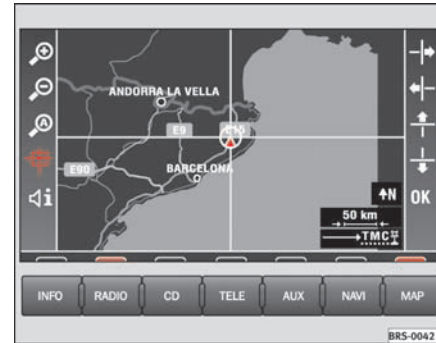 ANDORRA LA VELLA
E9
E15
E90
BARCELONA
A
i
N
OK
50 km
TMC
INFO
RADIO
CD
TELE
AUX
NAVI
MAP
BRS-0042